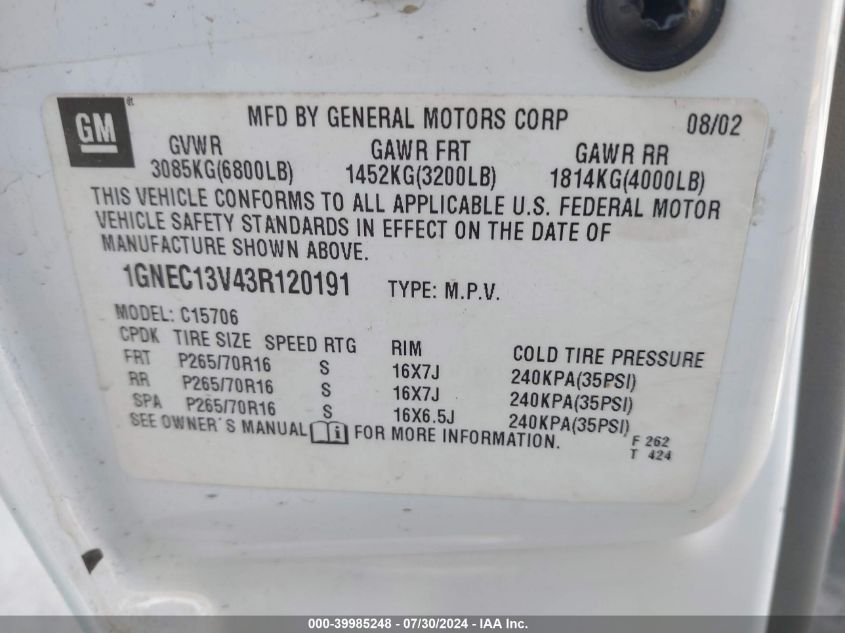 GM
MFD BY GENERAL MOTORS CORP 08/02
GVWR GAWR FRT GAWR RR
3085KG(6800LB) 1452KG(3200LB) 1814KG(4000LB)
THIS VEHICLE CONFORMS TO ALL APPLICABLE U.S. FEDERAL MOTOR
VEHICLE SAFETY STANDARDS IN EFFECT ON THE DATE OF
MANUFACTURE SHOWN ABOVE.
1GNEC13V43R120191 TYPE: M.P.V.
MODEL: C15706
CPDK TIRE SIZE SPEED RTG RIM COLD TIRE PRESSURE
FRT P265/70R16 S 16X7J 240KPA(35PSI)
RR P265/70R16 S 16X7J 240KPA(35PSI)
SPA P265/70R16 S 16X6.5J 240KPA(35PSI)
SEE OWNER'S MANUAL i FOR MORE INFORMATION.
F 262
T 424
000-39985248 - 07/30/2024 - IAA Inc.